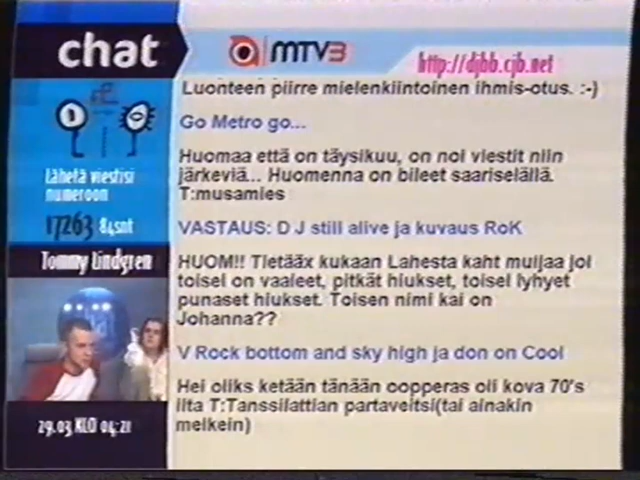 chat
MTV3
http://djbb.cjb.net
Luonteen piirre mielenkiintoinen ihmis-otus. :-)
Go Metro go...
Huomaa että on täysikuu, on noi viestit niin
järkeviä... Huomenna on bileet saariselällä.
T:musamies
VASTAUS: D J still alive ja kuvaus RoK
HUOM!! Tietääx kukaan Lahesta kaht muijaa joi
toisel on vaaleet, pitkät hiukset, toisel lyhyet
punaset hiukset. Toisen nimi kai on
Johanna??
V Rock bottom and sky high ja don on Cool
Hei oliks ketään tänään oopperas oli kova 70's
ilta T:Tanssilattian partaveitsi(tai ainakin
melkein)
Lähetä viestisi
numeroon
17263 84snt
Tommy Lindgren
29.03 KLO 04:21